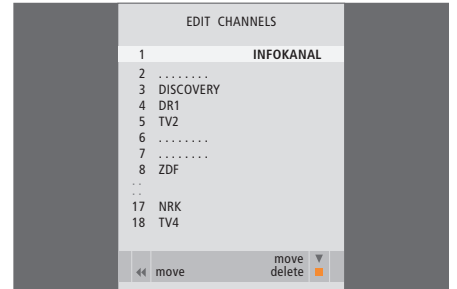 EDIT CHANNELS
1 INFOKANAL
2 . . . . . . . .
3 DISCOVERY
4 DR1
5 TV2
6 . . . . . . . .
7 . . . . . . . .
8 ZDF
. .
. .
17 NRK
18 TV4
move
move delete